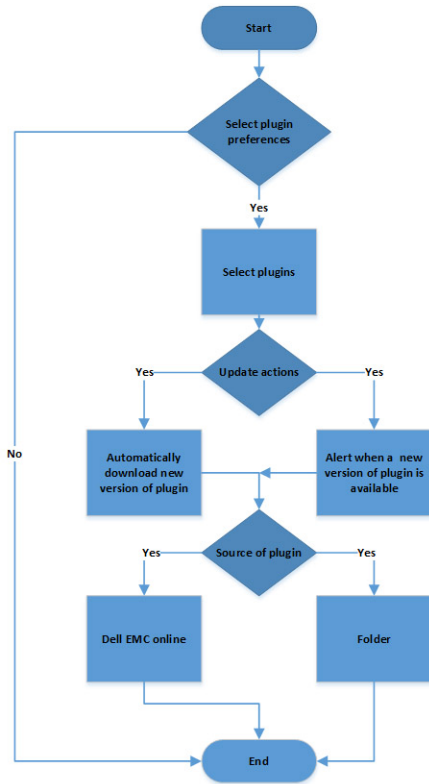 Start
Select plugin
preferences
Yes
Select plugins
Yes
Update actions
Yes
No
Automatically
download new
version of plugin
Alert when a new
version of plugin is
available
Yes
Source of plugin
Yes
Dell EMC online
Folder
End